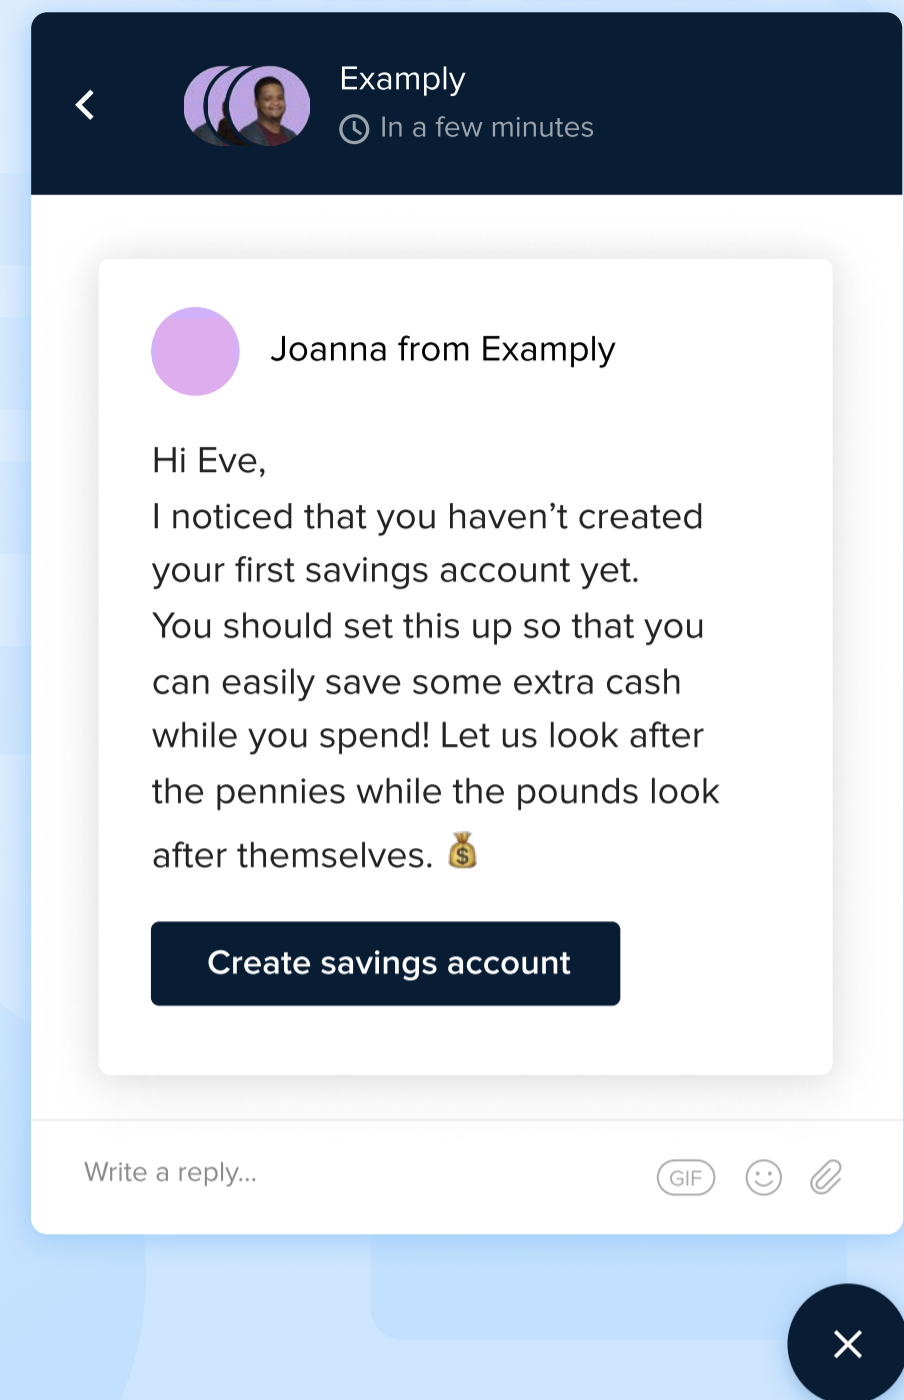 Examply
In a few minutes
Joanna from Examply
Hi Eve,
I noticed that you haven’t created
your first savings account yet.
You should set this up so that you
can easily save some extra cash
while you spend! Let us look after
the pennies while the pounds look
after themselves. 💰
Create savings account
Write a reply...
GIF